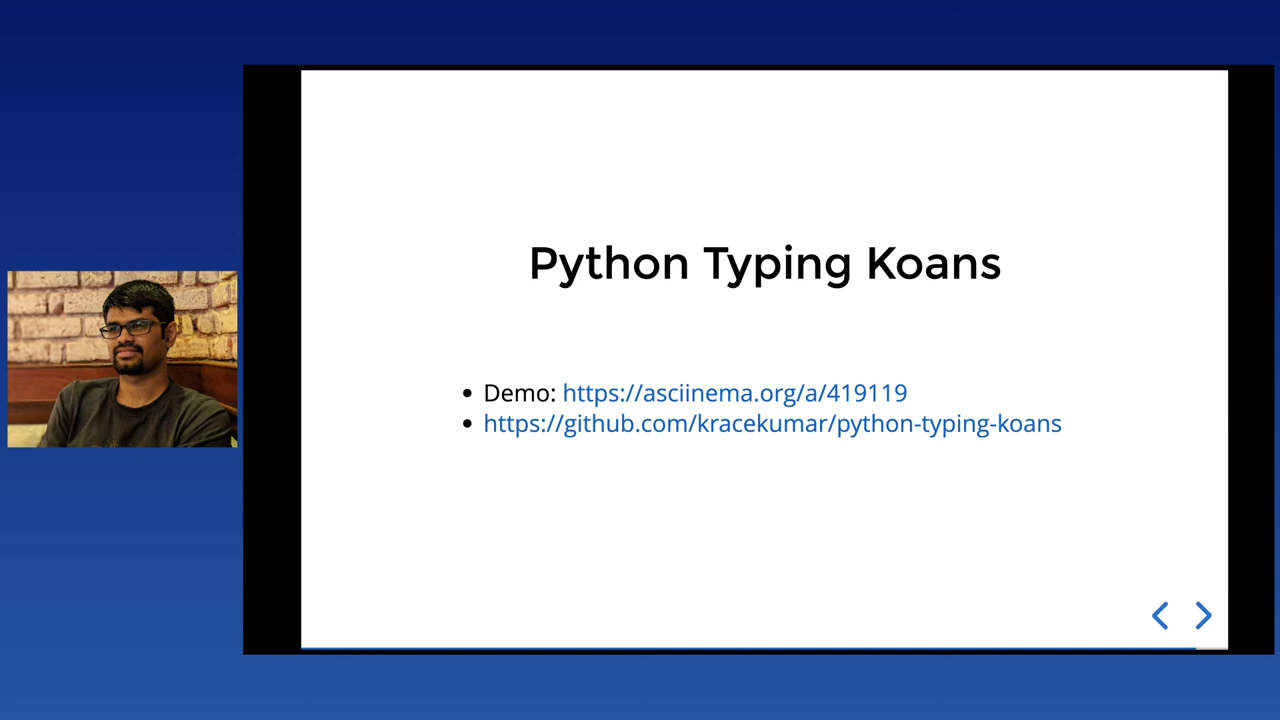 Python Typing Koans
Demo: https://asciinema.org/a/419119
https://github.com/kracekumar/python-typing-koans